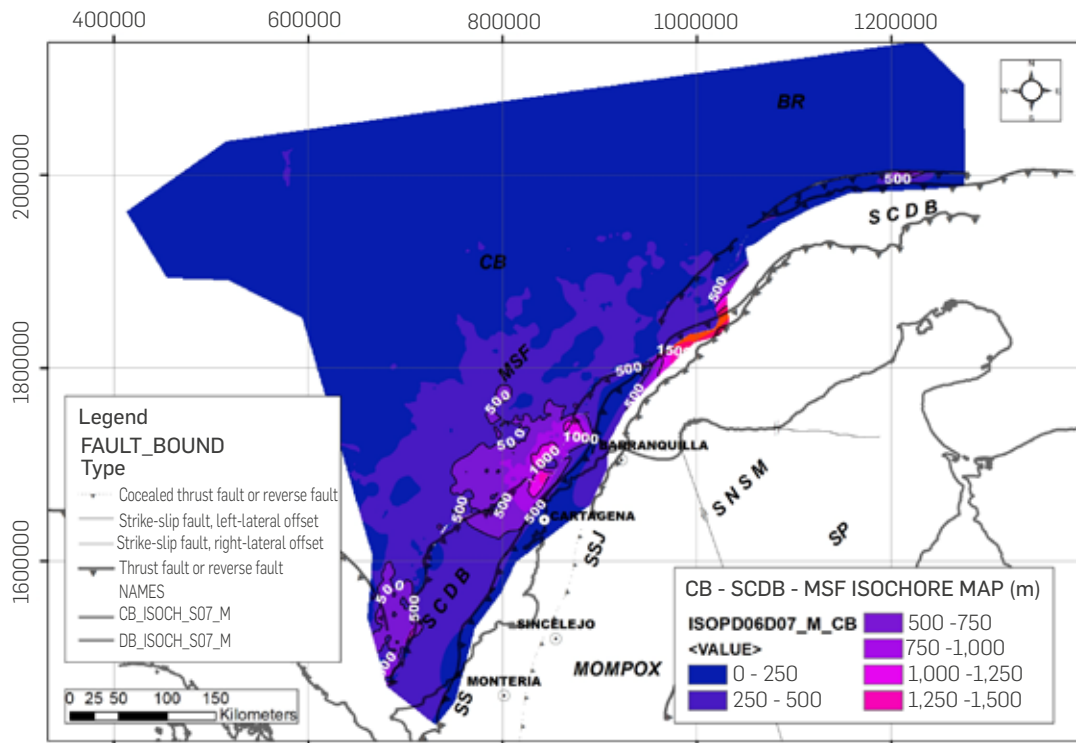 400000 600000 800000 1000000 1200000
N
W E
S
BR
2000000
500
SCDB
CB
500
1500
MSF
1800000
500
500
500
500
1000
1000
BARRANQUILLA
500
500
500
CARTAGENA
SNSM
SSJ
SP
1600000
500
500
SCDB
SINCELEJO
MOMPOX
MONTERIA
SS
Legend
FAULT_BOUND
Type
Cocealed thrust fault or reverse fault
Strike-slip fault, left-lateral offset
Strike-slip fault, right-lateral offset
Thrust fault or reverse fault
NAMES
CB_ISOCH_S07_M
DB_ISOCH_S07_M
0 25 50 100 150
Kilometers
CB - SCDB - MSF ISOCHORE MAP (m)
ISOPD06D07_M_CB
<VALUE>
0 - 250
250 - 500
500 -750
750 -1,000
1,000 -1,250
1,250 -1,500